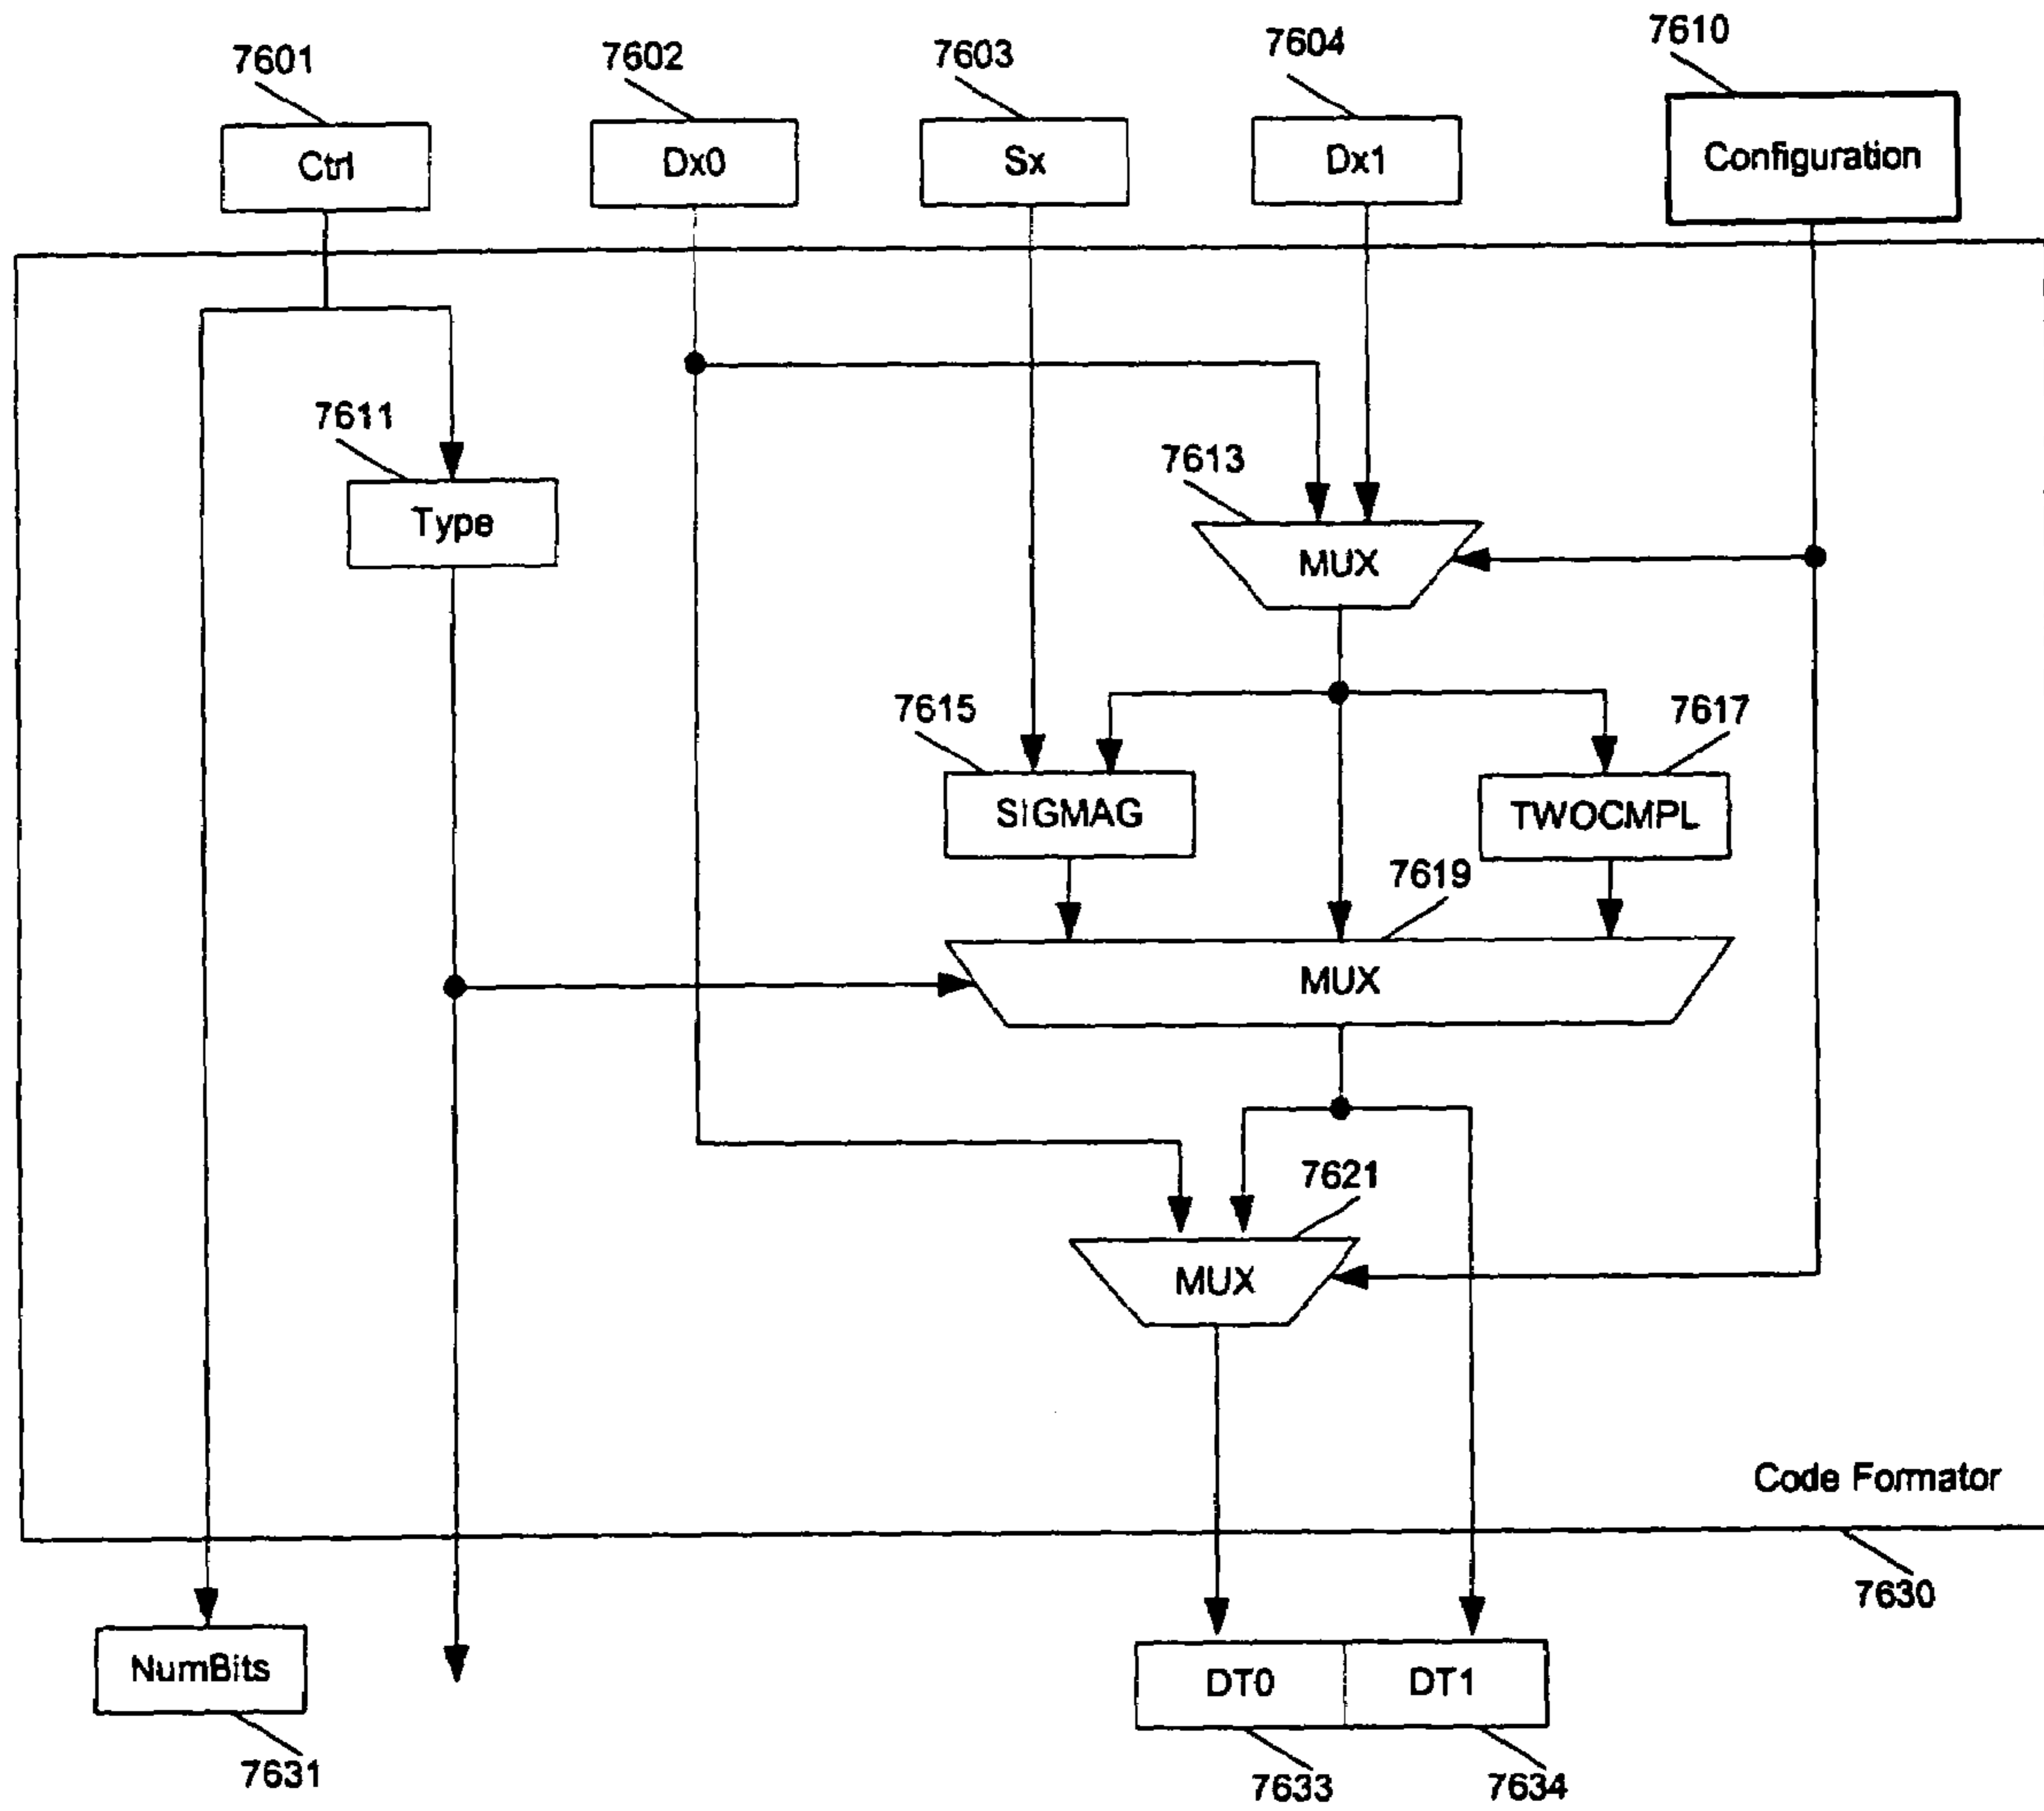 7601
7602
7603
7604
7610
Ctrl
Dx0
Sx
Dx1
Configuration
7611
Type
7613
MUX
7615
7617
SIGMAG
TWOCMPL
7619
MUX
7621
MUX
Code Formator
7630
NumBits
DT0
DT1
7631
7633
7634